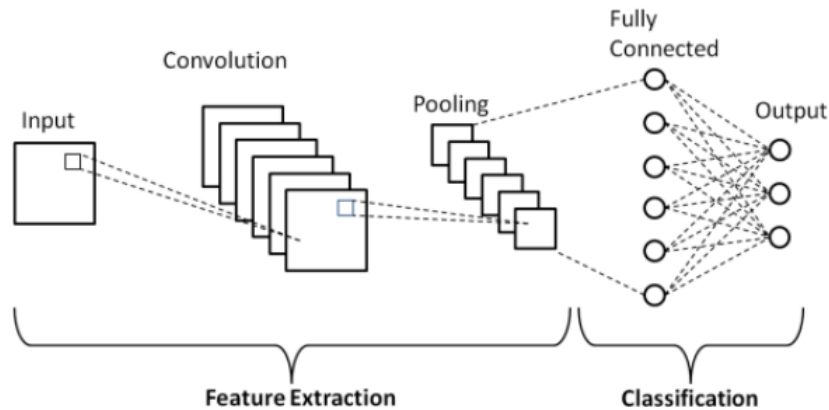 Input
Convolution
Pooling
Fully
Connected
Output
Feature Extraction
Classification